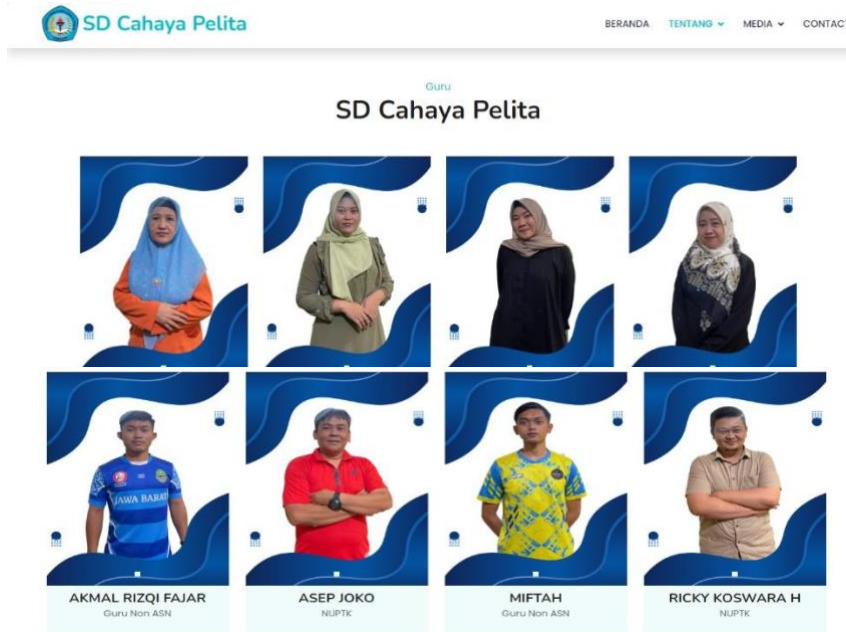 SD Cahaya Pelita
BERANDA TENTANG MEDIA CONTACT
Guru
SD Cahaya Pelita
JAWA BARAT
AKMAL RIZQI FAJAR
Guru Non ASN
ASEP JOKO
NUPTK
MIFTAH
Guru Non ASN
RICKY KOSWARA H
NUPTK